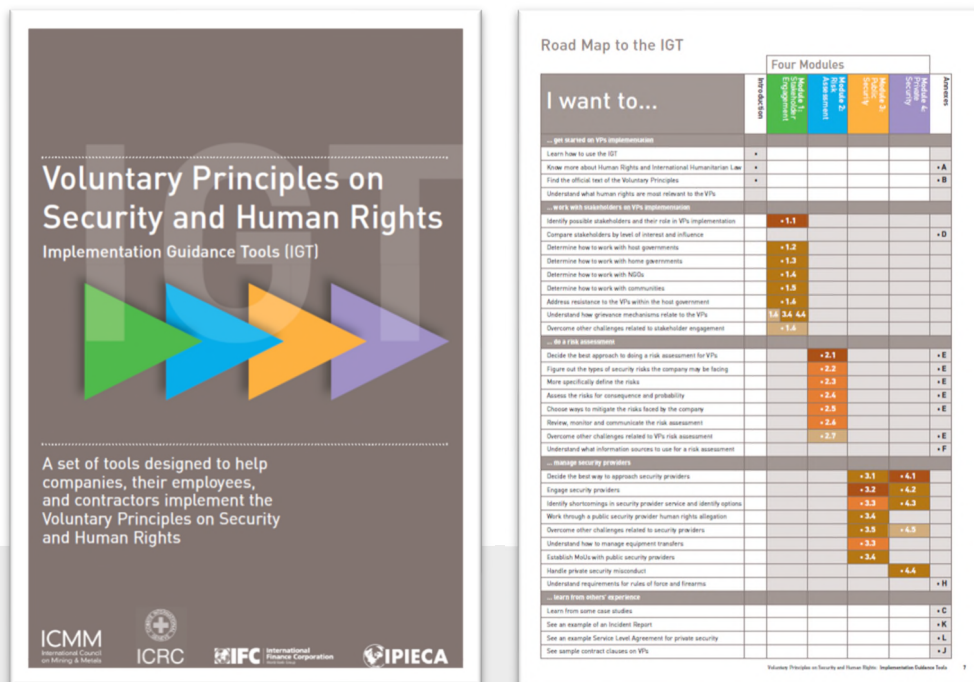 IGT
Voluntary Principles on
Security and Human Rights
Implementation Guidance Tools (IGT)
A set of tools designed to help
companies, their employees,
and contractors implement the
Voluntary Principles on Security
and Human Rights
ICMM
International Council
on Mining & Metals
ICRC
IFC International
Finance Corporation
IPIECA
Road Map to the IGT
Four Modules
I want to...
Introduction
Module 1:
Stakeholder
Engagement
Module 2:
Risk
Assessment
Module 3:
Public
Security
Module 4:
Private
Security
Annexes
... get started on VPs implementation
Learn how to use the IGT •
Know more about Human Rights and International Humanitarian Law • • A
Find the official text of the Voluntary Principles • • B
Understand what human rights are most relevant to the VPs
... work with stakeholders on VPs implementation
Identify possible stakeholders and their role in VPs implementation • 1.1
Compare stakeholders by level of interest and influence • D
Determine how to work with host governments • 1.2
Determine how to work with home governments • 1.3
Determine how to work with NGOs • 1.4
Determine how to work with communities • 1.5
Address resistance to the VPs within the host government • 1.6
Understand how grievance mechanisms relate to the VPs 1.6 3.4 4.4
Overcome other challenges related to stakeholder engagement • 1.6
... do a risk assessment
Decide the best approach to doing a risk assessment for VPs • 2.1 • E
Figure out the types of security risks the company may be facing • 2.2 • E
More specifically define the risks • 2.3 • E
Assess the risks for consequence and probability • 2.4 • E
Choose ways to mitigate the risks faced by the company • 2.5 • E
Review, monitor and communicate the risk assessment • 2.6
Overcome other challenges related to VPs risk assessment • 2.7 • E
Understand what information sources to use for a risk assessment • F
... manage security providers
Decide the best way to approach security providers • 3.1 • 4.1
Engage security providers • 3.2 • 4.2
Identify shortcomings in security provider service and identify options • 3.3 • 4.3
Work through a public security provider human rights allegation • 3.4
Overcome other challenges related to security providers • 3.5 • 4.5
Understand how to manage equipment transfers • 3.3
Establish MoUs with public security providers • 3.4
Handle private security misconduct • 4.4
Understand requirements for rules of force and firearms • H
... learn from others' experience
Learn from some case studies • C
See an example of an Incident Report • K
See an example Service Level Agreement for private security • L
See sample contract clauses on VPs • J
Voluntary Principles on Security and Human Rights Implementation Guidance Tools 7